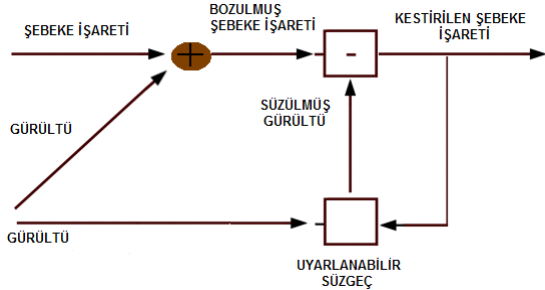 ŞEBEKE İŞARETİ
BOZULMUŞ
ŞEBEKE İŞARETİ
KESTİRİLEN ŞEBEKE
İŞARETİ
+
-
SÜZÜLMÜŞ
GÜRÜLTÜ
GÜRÜLTÜ
GÜRÜLTÜ
UYARLANABİLİR
SÜZGEÇ